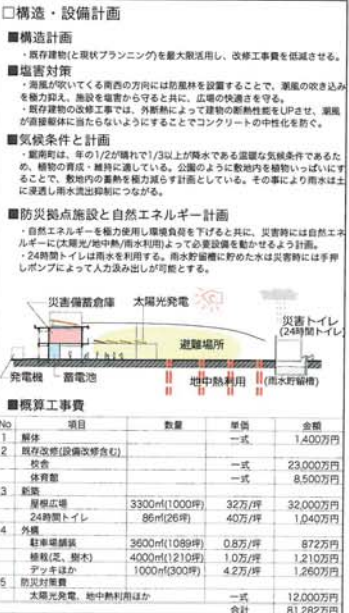 □構造・設備計画
■構造計画
・既存建物(と現状プランニング)を最大限活用し、改修工事費を低減させる。
■塩害対策
・海風が吹いてくる南西の方向には防風林を設置することで、潮風の吹き込み
を極力抑え、施設を塩害から守ると共に、広場の快適さを守る。
・既存建物の改修工事では、外断熱によって建物の断熱性能をUPさせ、潮風
が直接躯体に当たらないようにすることでコンクリートの中性化を防ぐ。
■気候条件と計画
・鋸南町は、年の1/2が晴れで1/3以上が降水である温暖な気候条件であるた
め、植物の育成・維持に適している。公園のように敷地内を植物いっぱいにす
ることで、敷地内の蓄熱を極力減らす計画としている。その事により雨水は土
に浸透し雨水流出抑制につながる。
■防災拠点施設と自然エネルギー計画
・自然エネルギーを極力使用し環境負荷を下げると共に、災害時には自然エネ
ルギーに(太陽光/地中熱/雨水利用)よって必要設備を動かせるよう計画。
・24時間トイレは雨水を利用する。雨水貯留槽に貯めた水は災害時には手押
しポンプによって人力汲み出しが可能とする。
災害備蓄倉庫 太陽光発電
災害トイレ
(24時間トイレ)
避難場所
発電機 蓄電池 地中熱利用 (雨水貯留槽)
■概算工事費
No 項目 数量 単価 金額
1 解体 一式 1,400万円
2 既存改修(設備改修含む)
校舎 一式 23,000万円
体育館 一式 8,500万円
3 新築
屋根広場 3300㎡(1000坪) 32万/坪 32,000万円
24時間トイレ 86㎡(26坪) 40万/坪 1,040万円
4 外構
駐車場舗装 3600㎡(1089坪) 0.8万/坪 872万円
植栽(芝、樹木) 4000㎡(1210坪) 1.0万/坪 1,210万円
デッキほか 1000㎡(300坪) 4.2万/坪 1,260万円
5 防災対策費
太陽光発電、地中熱利用ほか 一式 12,000万円
合計 81,282万円